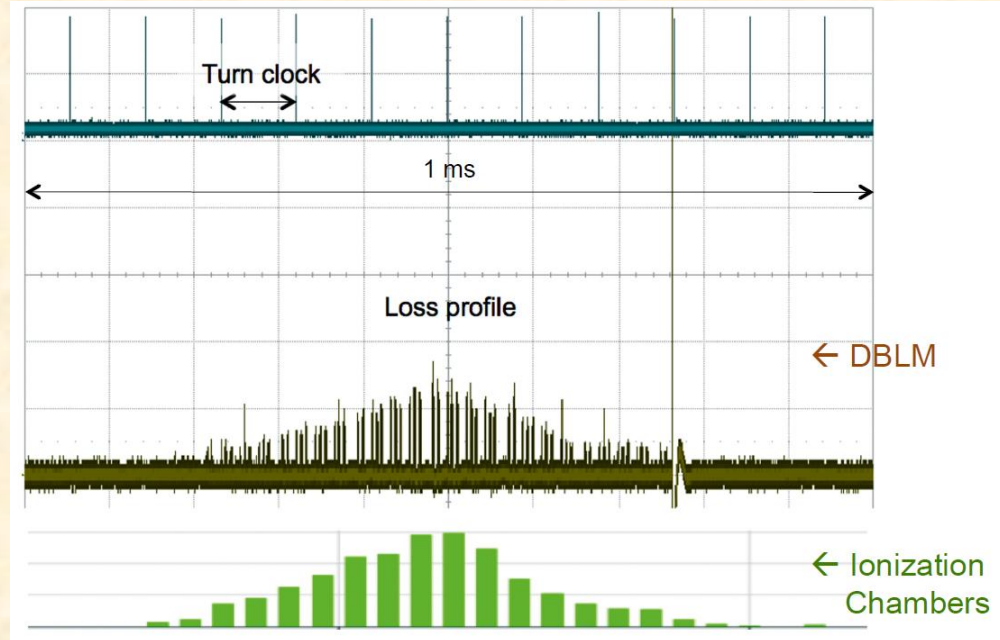 Turn clock
1 ms
Loss profile
← DBLM
← Ionization
Chambers